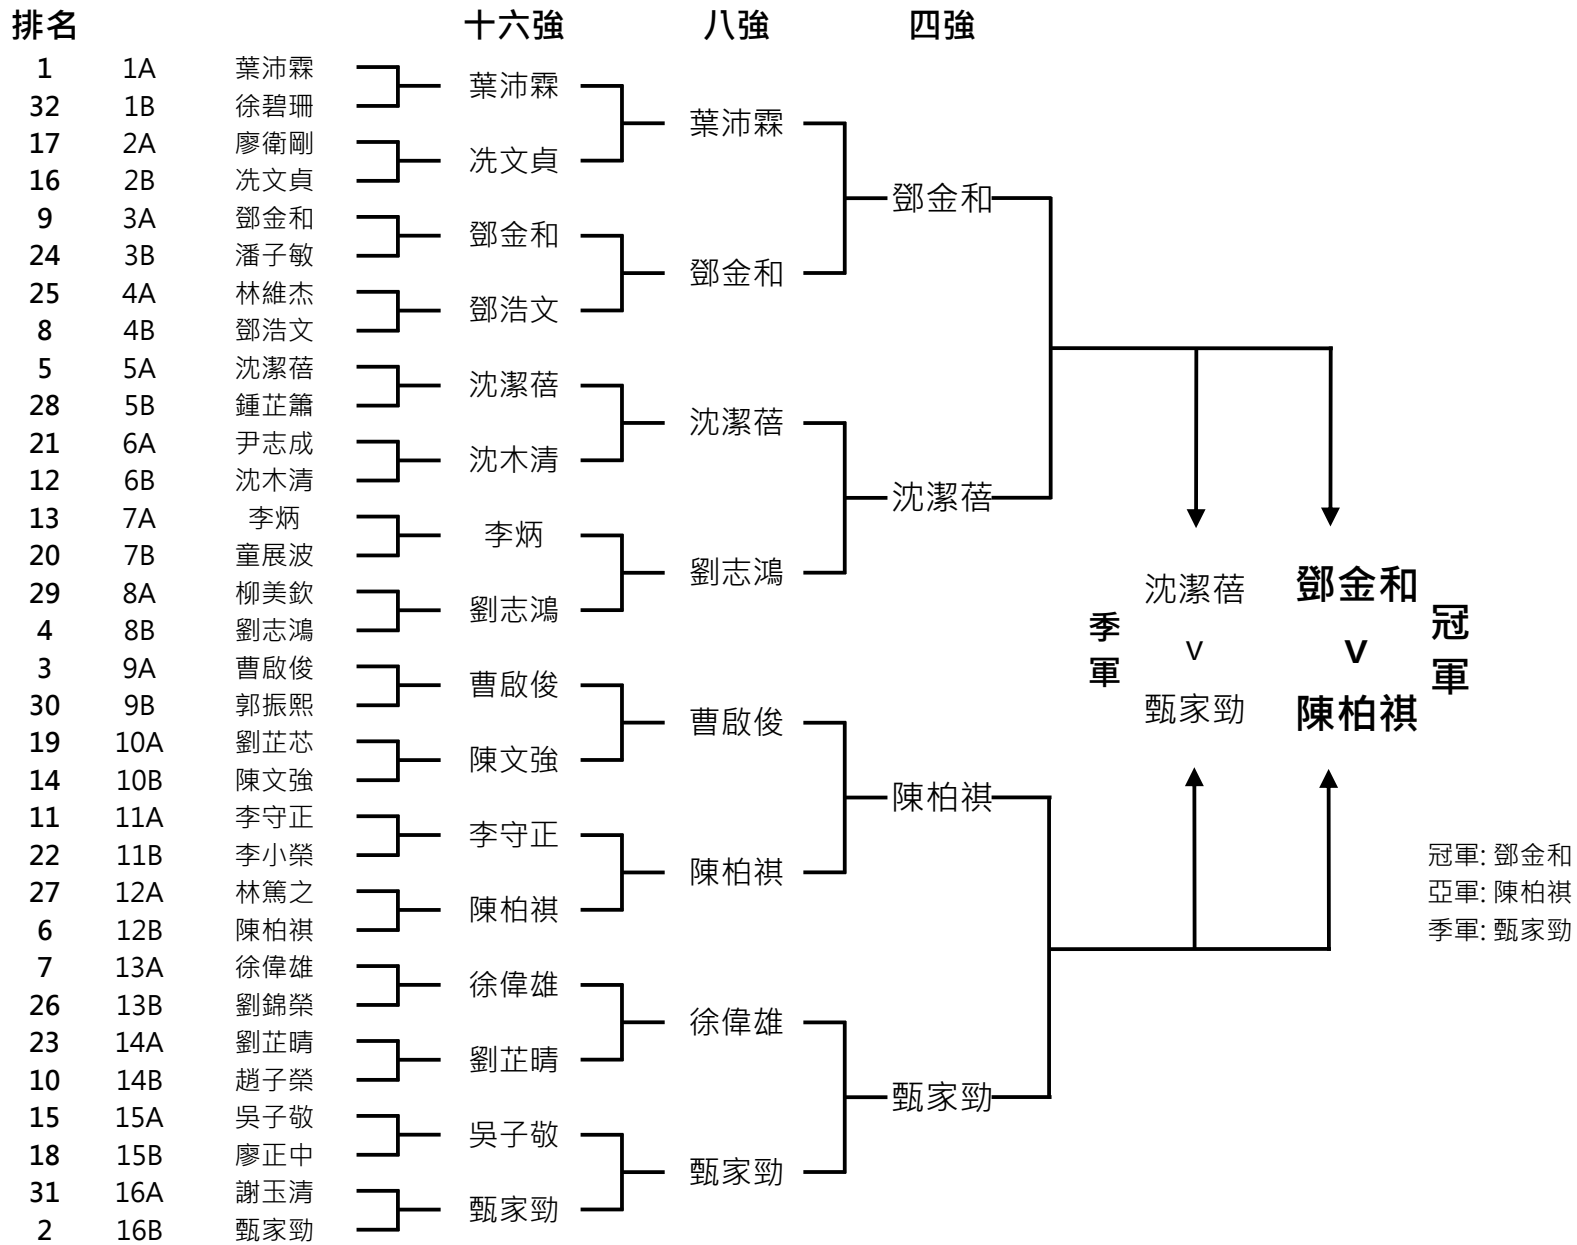 排名 十六強 八強 四強
1 1A 葉沛霖
32 1B 徐碧珊
17 2A 廖衛剛
16 2B 冼文貞
9 3A 鄧金和
24 3B 潘子敏
25 4A 林維杰
8 4B 鄧浩文
5 5A 沈潔蓓
28 5B 鍾芷簫
21 6A 尹志成
12 6B 沈木清
13 7A 李炳
20 7B 童展波
29 8A 柳美欽
4 8B 劉志鴻
3 9A 曹啟俊
30 9B 郭振熙
19 10A 劉芷芯
14 10B 陳文強
11 11A 李守正
22 11B 李小榮
27 12A 林篤之
6 12B 陳柏祺
7 13A 徐偉雄
26 13B 劉錦榮
23 14A 劉芷晴
10 14B 趙子榮
15 15A 吳子敬
18 15B 廖正中
31 16A 謝玉清
2 16B 甄家勁
葉沛霖
冼文貞
鄧金和
鄧浩文
沈潔蓓
沈木清
李炳
劉志鴻
曹啟俊
陳文強
李守正
陳柏祺
徐偉雄
劉芷晴
吳子敬
甄家勁
葉沛霖
鄧金和
沈潔蓓
劉志鴻
曹啟俊
陳柏祺
徐偉雄
甄家勁
鄧金和
沈潔蓓
陳柏祺
甄家勁
季軍
沈潔蓓
v
甄家勁
鄧金和
v
陳柏祺
冠軍
冠軍: 鄧金和
亞軍: 陳柏祺
季軍: 甄家勁